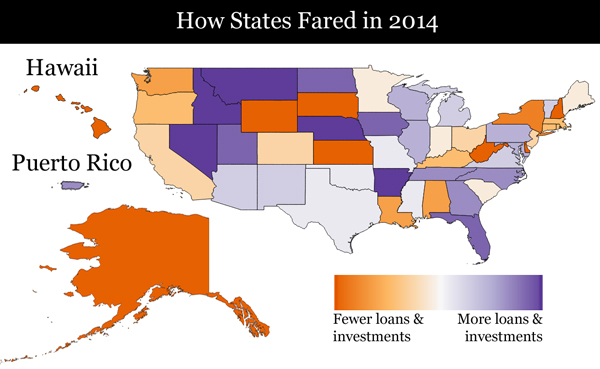 How States Fared in 2014
Hawaii
Puerto Rico
Fewer loans &
investments
More loans &
investments